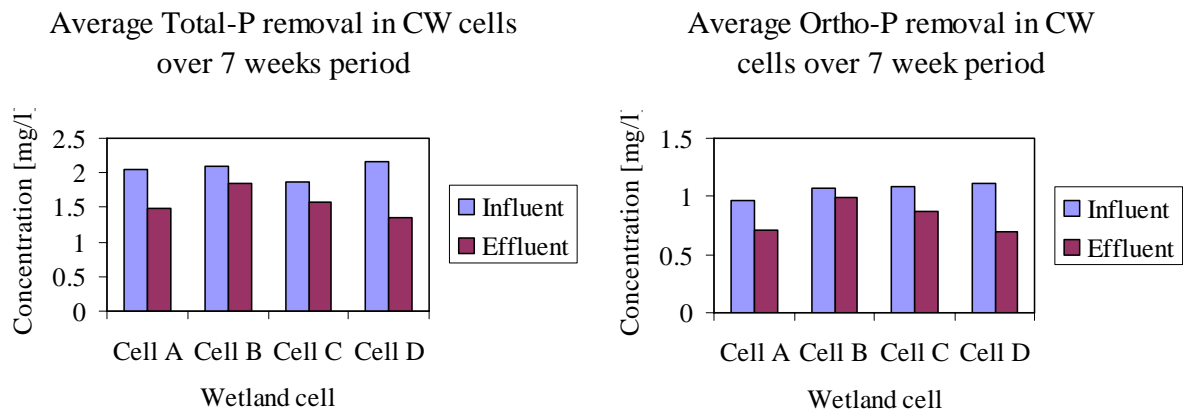 Average Total-P removal in CW cells
over 7 weeks period
Concentration [mg/l]
2.5
2
1.5
1
0.5
0
Cell A Cell B Cell C Cell D
Wetland cell
Influent
Effluent
Average Ortho-P removal in CW
cells over 7 week period
Concentration [mg/l]
1.5
1
0.5
0
Cell A Cell B Cell C Cell D
Wetland cell
Influent
Effluent